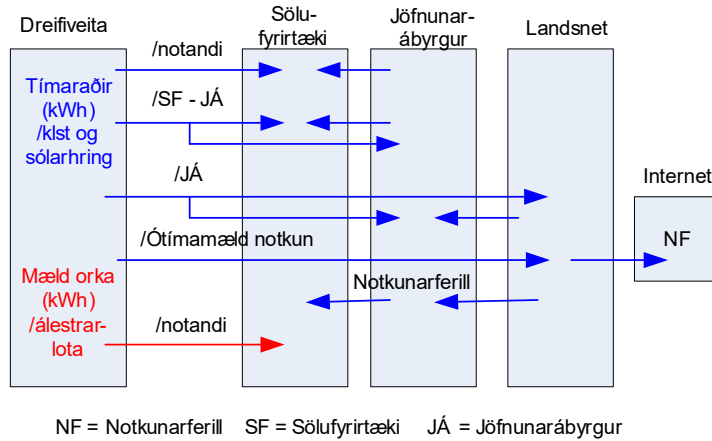 Dreifiveita
Sölu-
fyrirtæki
Jöfnunar-
ábyrgur
Landsnet
Internet
Tímaraðir
(kWh)
/klst og
sólarhring
/notandi
/SF - JÁ
/JÁ
/Ótímamæld notkun
NF
Notkunarferill
Mæld orka
(kWh)
/álestrar-
lota
/notandi
NF = Notkunarferill SF = Sölufyrirtæki JÁ = Jöfnunarábyrgur